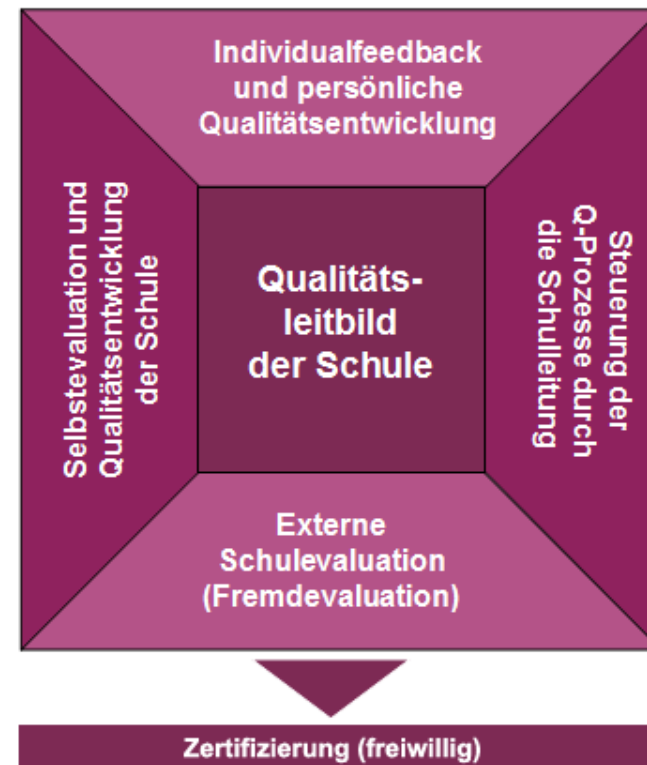 Individualfeedback
und persönliche
Qualitätsentwicklung
Selbstevaluation und
Qualitätsentwicklung
der Schule
Qualitäts-
leitbild
der Schule
Steuerung der
Q-Prozesse durch
die Schulleitung
Externe
Schulevaluation
(Fremdevaluation)
Zertifizierung (freiwillig)